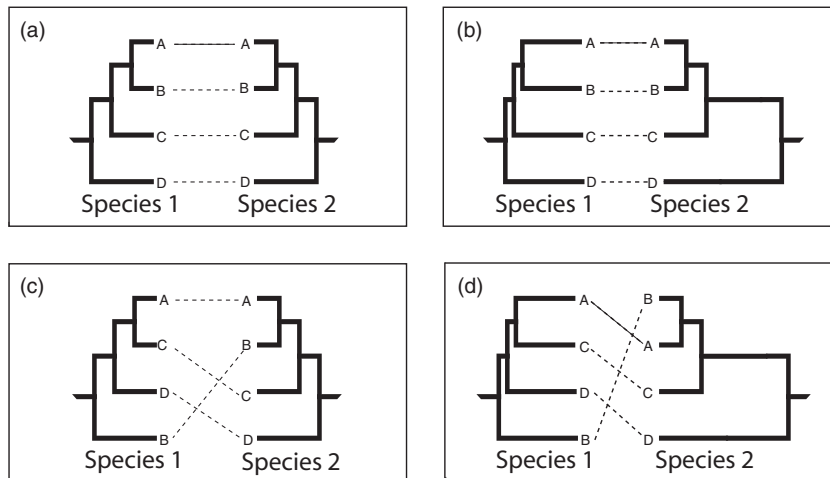 (a)
A A
B B
C C
D D
Species 1 Species 2
(b)
A A
B B
C C
D D
Species 1 Species 2
(c)
A A
C B
D C
B D
Species 1 Species 2
(d)
A B
C A
D C
B D
Species 1 Species 2